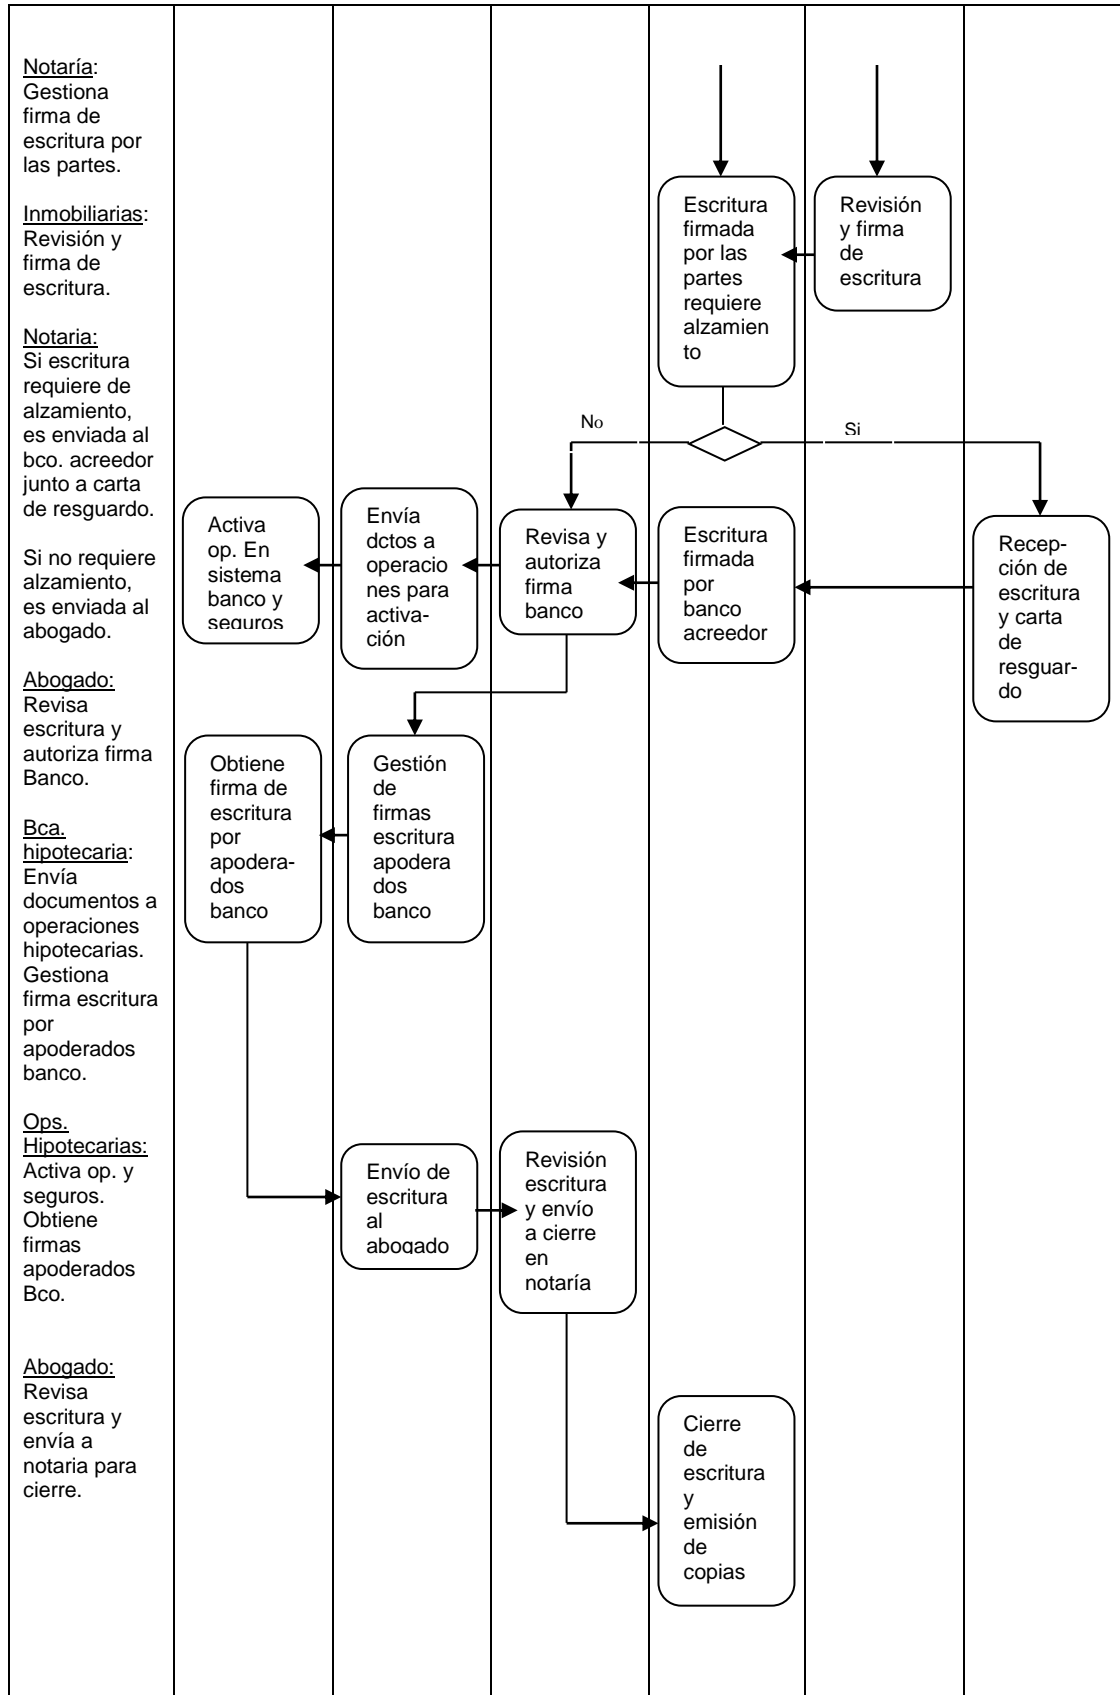 Notaría:
Gestiona
firma de
escritura por
las partes.
Inmobiliarias:
Revisión y
firma de
escritura.
Notaria:
Si escritura
requiere de
alzamiento,
es enviada al
bco. acreedor
junto a carta
de resguardo.
Si no requiere
alzamiento,
es enviada al
abogado.
Abogado:
Revisa
escritura y
autoriza firma
Banco.
Bca.
hipotecaria:
Envía
documentos a
operaciones
hipotecarias.
Gestiona
firma escritura
por
apoderados
banco.
Ops.
Hipotecarias:
Activa op. y
seguros.
Obtiene
firmas
apoderados
Bco.
Abogado:
Revisa
escritura y
envía a
notaria para
cierre.
Escritura
firmada
por las
partes
requiere
alzamien
to
Revisión
y firma
de
escritura
No
Si
Activa
op. En
sistema
banco y
seguros
Envía
dctos a
operacio
nes para
activa-
ción
Revisa y
autoriza
firma
banco
Escritura
firmada
por
banco
acreedor
Recep-
ción de
escritura
y carta
de
resguar-
do
Obtiene
firma de
escritura
por
apodera-
dos
banco
Gestión
de
firmas
escritura
apodera
dos
banco
Envío de
escritura
al
abogado
Revisión
escritura
y envío
a cierre
en
notaría
Cierre
de
escritura
y
emisión
de
copias